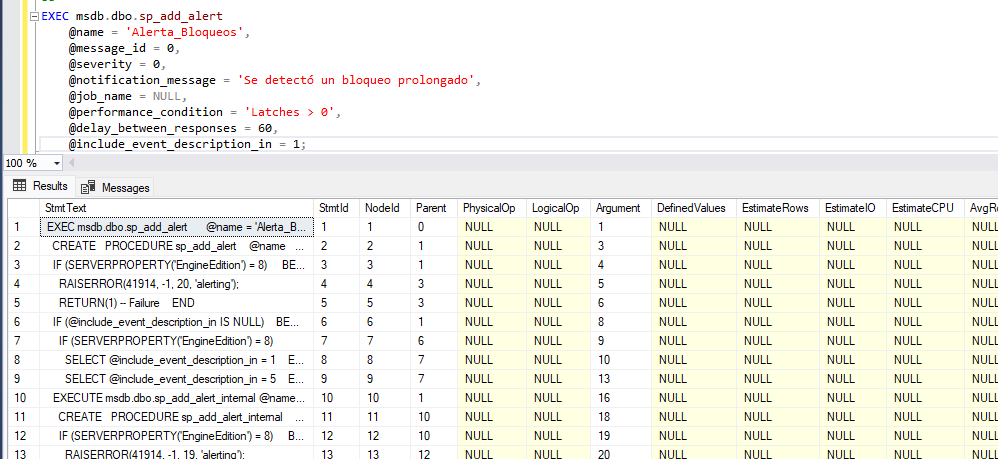 EXEC msdb.dbo.sp_add_alert
@name = 'Alerta_Bloqueos',
@message_id = 0,
@severity = 0,
@notification_message = 'Se detectó un bloqueo prolongado',
@job_name = NULL,
@performance_condition = 'Latches > 0',
@delay_between_responses = 60,
@include_event_description_in = 1;
100 %
Results Messages
StmtText StmtId NodeId Parent PhysicalOp LogicalOp Argument DefinedValues EstimateRows EstimateIO EstimateCPU AvgRo
1 EXEC msdb.dbo.sp_add_alert @name = 'Alerta_B... 1 1 0 NULL NULL 1 NULL NULL NULL NULL NULL
2 CREATE PROCEDURE sp_add_alert @name ... 2 2 1 NULL NULL 3 NULL NULL NULL NULL NULL
3 IF (SERVERPROPERTY('EngineEdition') = 8) BE... 3 3 1 NULL NULL 4 NULL NULL NULL NULL NULL
4 RAISERROR(41914, -1, 20, 'alerting'); 4 4 3 NULL NULL 5 NULL NULL NULL NULL NULL
5 RETURN(1) -- Failure END 5 5 3 NULL NULL 6 NULL NULL NULL NULL NULL
6 IF (@include_event_description_in IS NULL) BE... 6 6 1 NULL NULL 8 NULL NULL NULL NULL NULL
7 IF (SERVERPROPERTY('EngineEdition') = 8) 7 7 6 NULL NULL 9 NULL NULL NULL NULL NULL
8 SELECT @include_event_description_in = 1 E... 8 8 7 NULL NULL 10 NULL NULL NULL NULL NULL
9 SELECT @include_event_description_in = 5 E... 9 9 7 NULL NULL 13 NULL NULL NULL NULL NULL
10 EXECUTE msdb.dbo.sp_add_alert_internal @name... 10 10 1 NULL NULL 16 NULL NULL NULL NULL NULL
11 CREATE PROCEDURE sp_add_alert_internal ... 11 11 10 NULL NULL 18 NULL NULL NULL NULL NULL
12 IF (SERVERPROPERTY('EngineEdition') = 8) B... 12 12 10 NULL NULL 19 NULL NULL NULL NULL NULL
13 RAISERROR(41914, -1, 19, 'alerting'); 13 13 12 NULL NULL 20 NULL NULL NULL NULL NULL